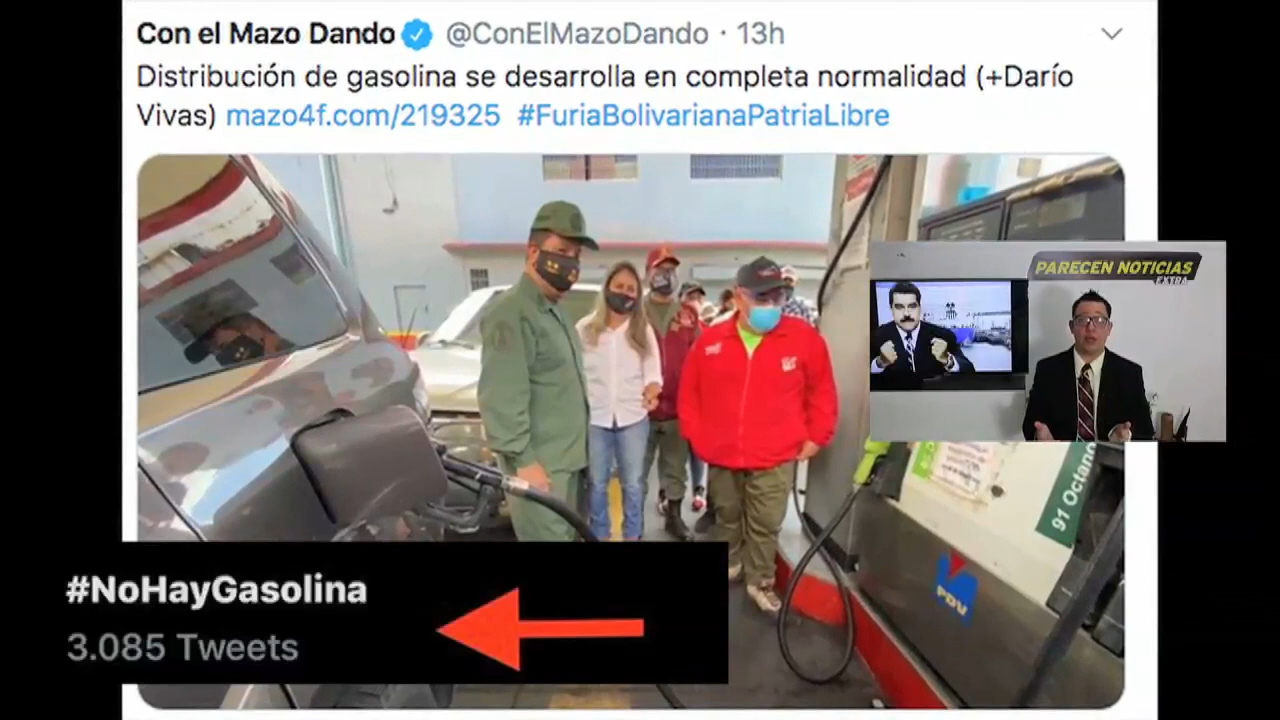 Con el Mazo Dando @ConElMazoDando · 13h
Distribución de gasolina se desarrolla en completa normalidad (+Darío
Vivas) mazo4f.com/219325 #FuriaBolivarianaPatriaLibre
PARECEN NOTICIAS
EXTRA
91 Octano
PDV
#NoHayGasolina
3.085 Tweets